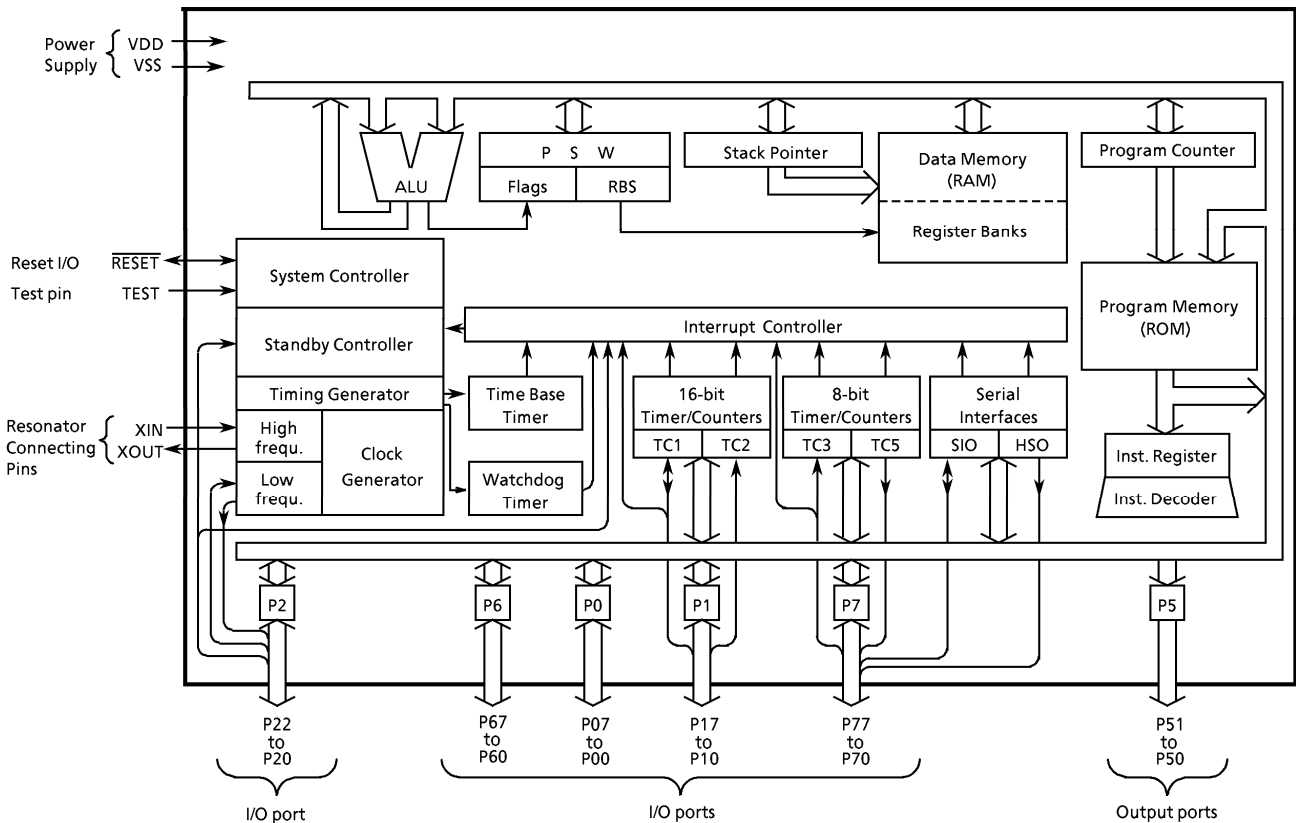 Power
Supply
VDD
VSS
P S W
Flags
RBS
ALU
Stack Pointer
Data Memory
(RAM)
Register Banks
Program Counter
Reset I/O
RESET
Test pin
TEST
System Controller
Standby Controller
Timing Generator
High
frequ.
Low
frequ.
Clock
Generator
Resonator
Connecting
Pins
XIN
XOUT
Interrupt Controller
Time Base
Timer
Watchdog
Timer
16-bit
Timer/Counters
TC1
TC2
8-bit
Timer/Counters
TC3
TC5
Serial
Interfaces
SIO
HSO
Program Memory
(ROM)
Inst. Register
Inst. Decoder
P2
P6
P0
P1
P7
P5
P22
to
P20
P67
to
P60
P07
to
P00
P17
to
P10
P77
to
P70
P51
to
P50
I/O port
I/O ports
Output ports